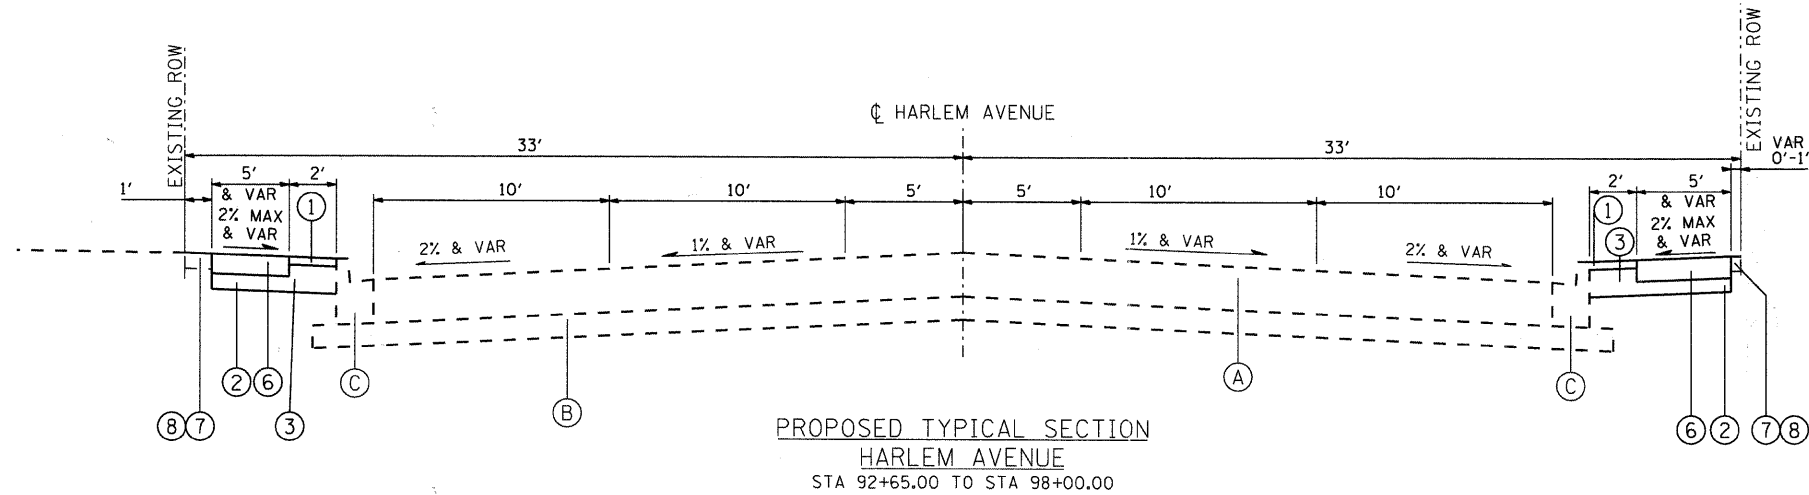 EXISTING ROW
EXISTING ROW
℄ HARLEM AVENUE
33'
33'
VAR
0'-1'
1'
5'
& VAR
2% MAX
& VAR
2'
1
10'
10'
5'
5'
10'
10'
2'
1
3
5'
& VAR
2% MAX
& VAR
2% & VAR
1% & VAR
1% & VAR
2% & VAR
2
6
C
A
C
8
7
3
B
6
2
7
8
PROPOSED TYPICAL SECTION
HARLEM AVENUE
STA 92+65.00 TO STA 98+00.00